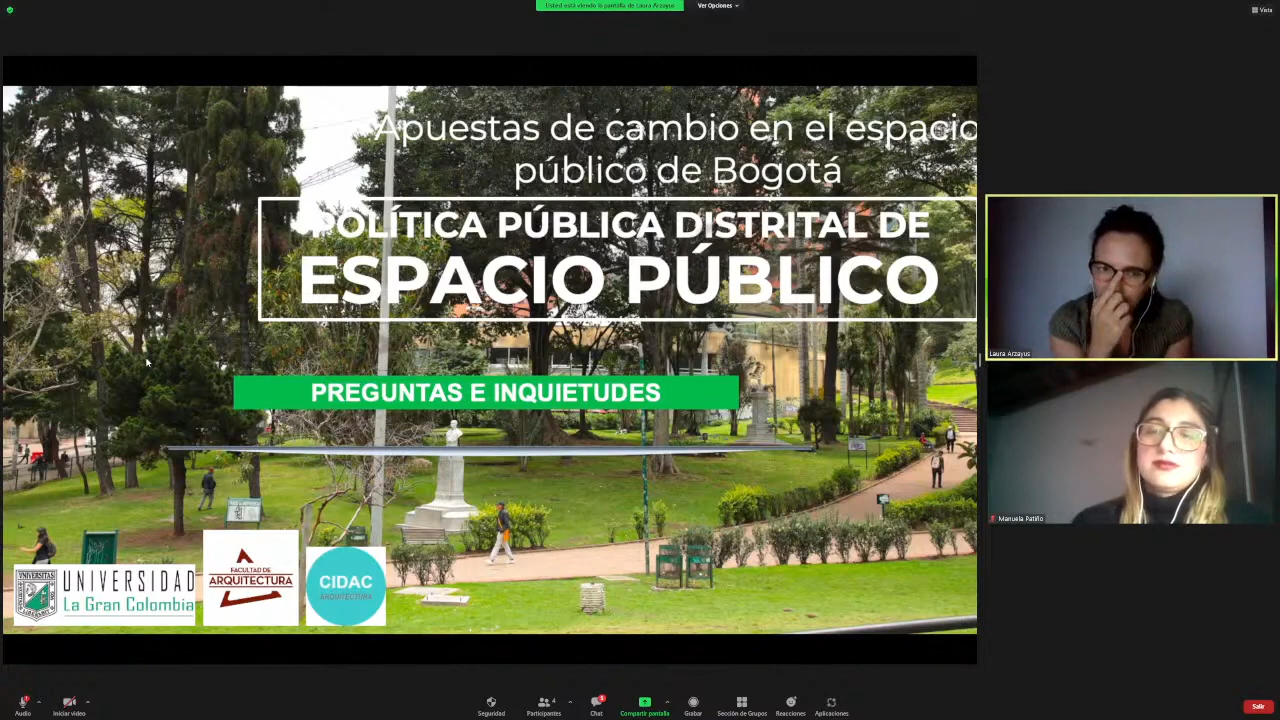 Usted está viendo la pantalla de Laura Arzayus
Ver Opciones
Vista
Apuestas de cambio en el espacio
público de Bogotá
POLÍTICA PÚBLICA DISTRITAL DE
ESPACIO PÚBLICO
PREGUNTAS E INQUIETUDES
UNIVERSITAS
UNIVERSIDAD
La Gran Colombia
FACULTAD DE
ARQUITECTURA
CIDAC
ARQUITECTURA
Laura Arzayus
Manuela Patiño
Audio
Iniciar video
Seguridad
Participantes
4
Chat
Compartir pantalla
Grabar
Sección de Grupos
Reacciones
Aplicaciones
Salir